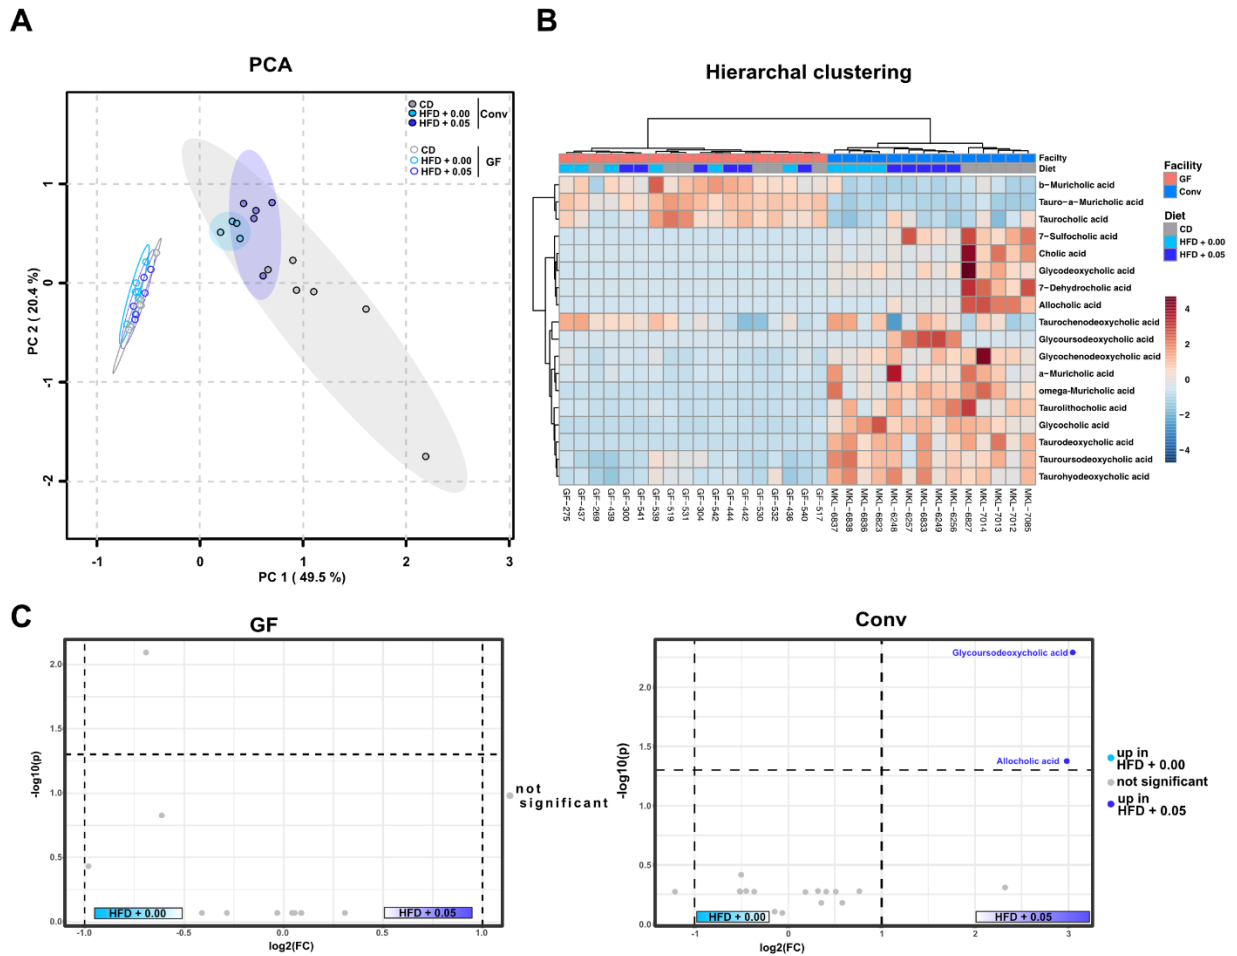 A
PCA
CD
HFD + 0.00
HFD + 0.05
Conv
CD
HFD + 0.00
HFD + 0.05
GF
PC 2 ( 20.4 %)
1
0
-1
-2
-1
0
1
2
3
PC 1 ( 49.5 %)
B
Hierarchal clustering
Facilty
Diet
b-Muricholic acid
Tauro-a-Muricholic acid
Taurocholic acid
7-Sulfocholic acid
Cholic acid
Glycodeoxycholic acid
7-Dehydrocholic acid
Allocholic acid
Taurochenodeoxycholic acid
Glycoursodeoxycholic acid
Glycochenodeoxycholic acid
a-Muricholic acid
omega-Muricholic acid
Taurolithocholic acid
Glycocholic acid
Taurodeoxycholic acid
Tauroursodeoxycholic acid
Taurohyodeoxycholic acid
GF-275
GF-437
GF-269
GF-439
GF-300
GF-541
GF-539
GF-519
GF-531
GF-304
GF-542
GF-444
GF-442
GF-530
GF-532
GF-436
GF-540
GF-517
MKL-6837
MKL-6838
MKL-6836
MKL-6823
MKL-6248
MKL-6257
MKL-6833
MKL-6249
MKL-6256
MKL-6827
MKL-7014
MKL-7013
MKL-7012
MKL-7085
Facility
GF
Conv
Diet
CD
HFD + 0.00
HFD + 0.05
4
2
0
−2
−4
C
GF
-log10(p)
2.0
1.5
1.0
0.5
0.0
HFD + 0.00
HFD + 0.05
-1.0
-0.5
0.0
0.5
1.0
log2(FC)
not
significant
Conv
-log10(p)
2.0
1.5
1.0
0.5
0.0
Glycoursodeoxycholic acid
Allocholic acid
HFD + 0.00
HFD + 0.05
-1
0
1
2
3
log2(FC)
up in
HFD + 0.00
not significant
up in
HFD + 0.05